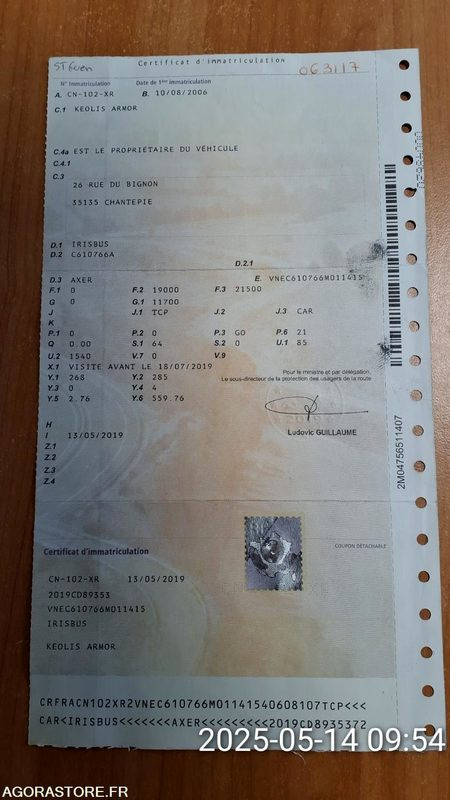 ST Euen
Certificat d'immatriculation
063117
N° Immatriculation Date de 1ère immatriculation
A. CN-102-XR B. 10/08/2006
C.1 KEOLIS ARMOR
C.4a EST LE PROPRIÉTAIRE DU VÉHICULE
C.4.1
C.3
26 RUE DU BIGNON
35135 CHANTEPIE
D.1 IRISBUS
D.2 C610766A
D.2.1
D.3 AXER E. VNEC610766M011415
F.1 0 F.2 19000 F.3 21500
G 0 G.1 11700
J J.1 TCP J.2 J.3 CAR
K
P.1 0 P.2 0 P.3 GO P.6 21
Q 0.00 S.1 64 S.2 0 U.1 85
U.2 1540 V.7 0 V.9
X.1 VISITE AVANT LE 18/07/2019
Y.1 268 Y.2 285
Y.3 0 Y.4 4
Y.5 2.76 Y.6 559.76
Pour le ministre et par délégation,
Le sous-directeur de la protection des usagers de la route
Ludovic GUILLAUME
H
I 13/05/2019
Z.1
Z.2
Z.3
Z.4
2M04756511407
Certificat d'immatriculation
COUPON DÉTACHABLE
CN-102-XR 13/05/2019
2019CD89353
VNEC610766M011415
IRISBUS
KEOLIS ARMOR
CRFRACN102XR2VNEC610766M01141540608107TCP<<<
CAR<IRISBUS<<<<<<<AXER<<<<<<<<<2019CD8935372
2025-05-14 09:54
AGORASTORE.FR